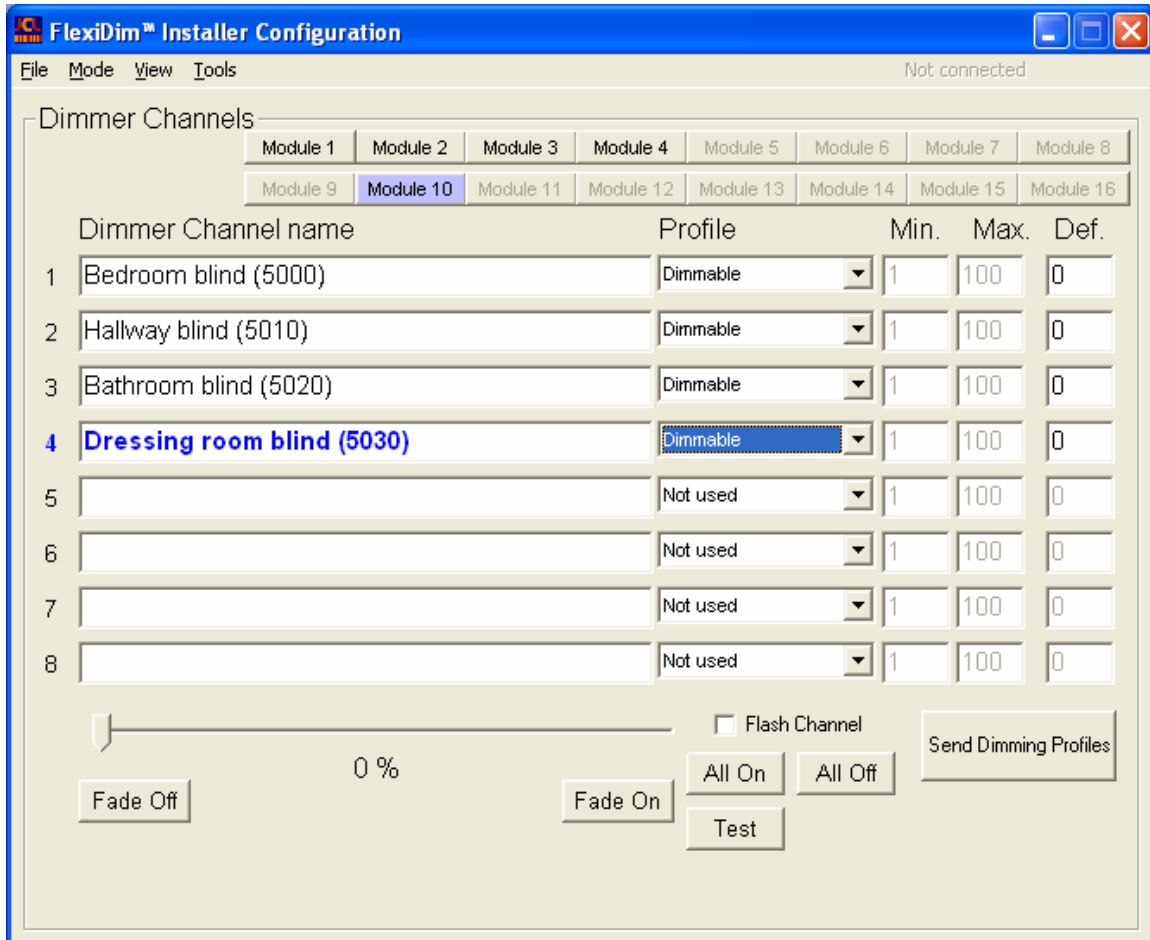 FlexiDim™ Installer Configuration
File Mode View Tools Not connected
Dimmer Channels
Module 1 Module 2 Module 3 Module 4 Module 5 Module 6 Module 7 Module 8
Module 9 Module 10 Module 11 Module 12 Module 13 Module 14 Module 15 Module 16
Dimmer Channel name Profile Min. Max. Def.
1 Bedroom blind (5000) Dimmable 1 100 0
2 Hallway blind (5010) Dimmable 1 100 0
3 Bathroom blind (5020) Dimmable 1 100 0
4 Dressing room blind (5030) Dimmable 1 100 0
5 Not used 1 100 0
6 Not used 1 100 0
7 Not used 1 100 0
8 Not used 1 100 0
Flash Channel
Send Dimming Profiles
0 %
All On All Off
Fade Off Fade On
Test